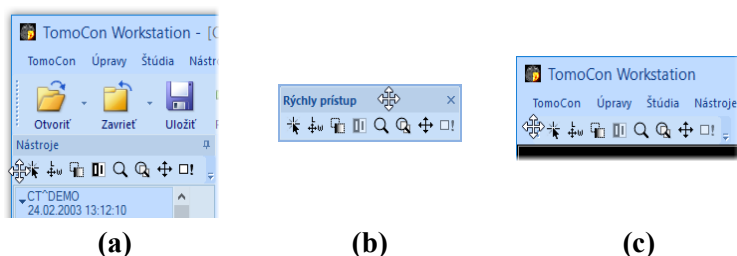 TomoCon Workstation - [
TomoCon Úpravy Štúdia Nástr
Otvoriť Zavrieť Uložiť
Nástroje
CT^DEMO
24.02.2003 13:12:10
(a)
Rýchly prístup
(b)
TomoCon Workstation
TomoCon Úpravy Štúdia Nástroje
(c)